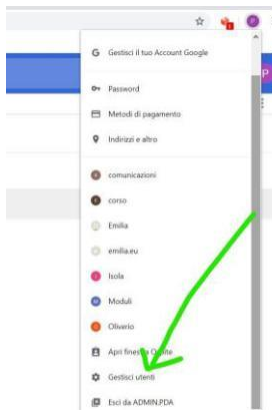 G Gestisci il tuo Account Google
Password
Metodi di pagamento
Indirizzi e altro
comunicazioni
corso
Emilia
emilia.eu
Isola
Moduli
Oliverio
Apri finestra
Gestisci utenti
Esci da ADMIN.PDA
P
P